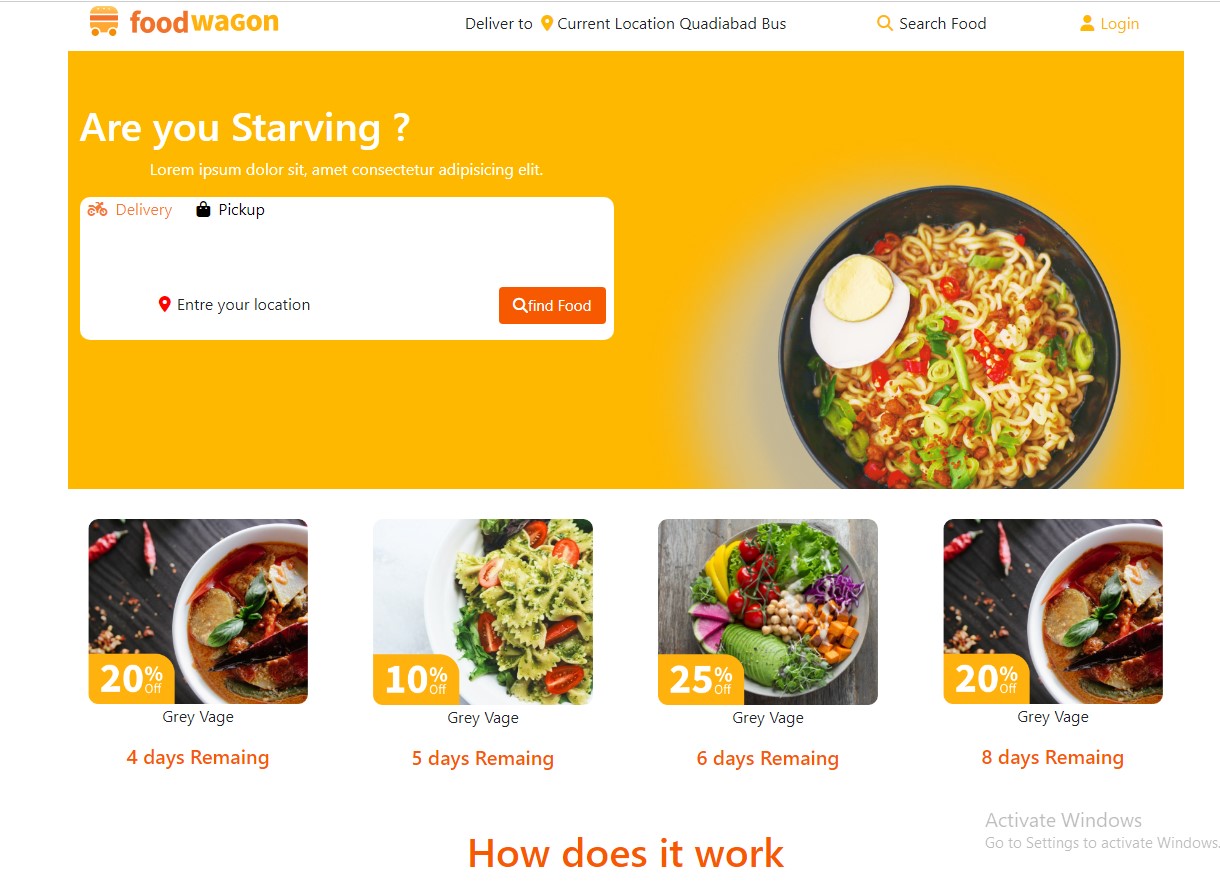 foodwagon Deliver to Current Location Quadiabad Bus Search Food Login
Are you Starving ?
Lorem ipsum dolor sit, amet consectetur adipisicing elit.
Delivery Pickup
Entre your location find Food
20% Off 10% Off 25% Off 20% Off
Grey Vage Grey Vage Grey Vage Grey Vage
4 days Remaing 5 days Remaing 6 days Remaing 8 days Remaing
Activate Windows
Go to Settings to activate Windows.
How does it work